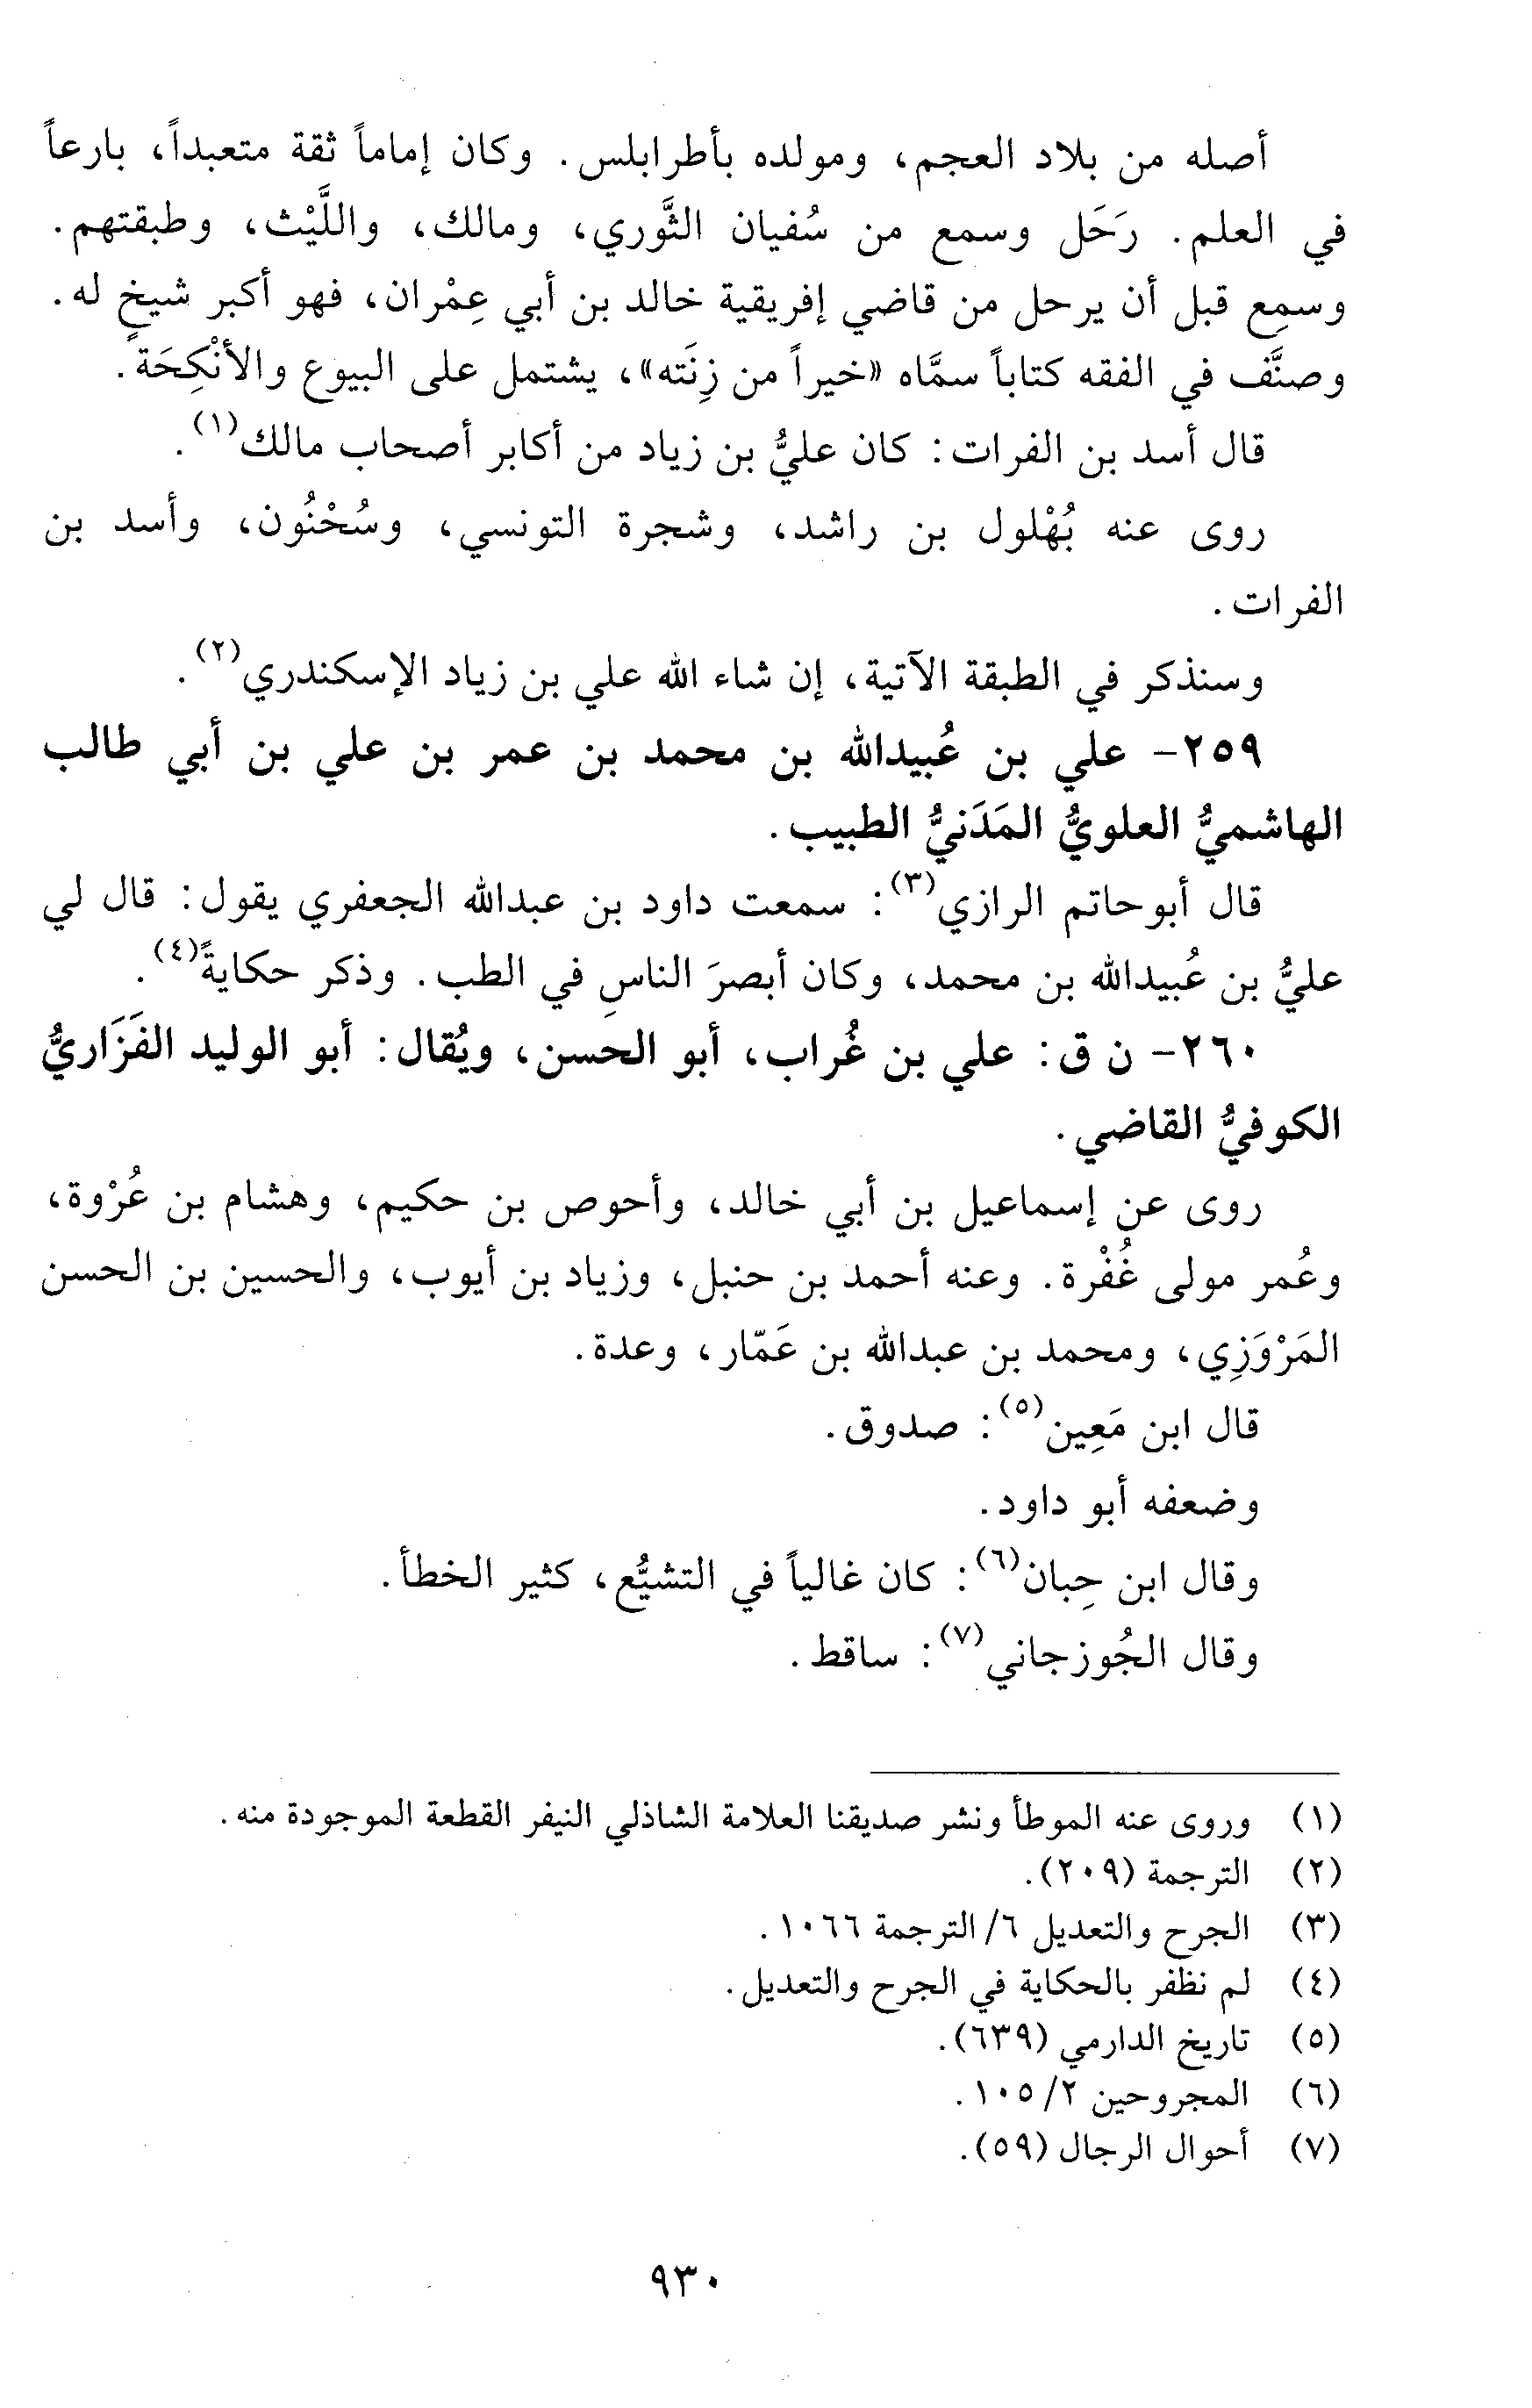 أصله من بلاد العجم، ومولده بأطرابلس. وكان إماماً ثقة متعبداً، بارعاً
في العلم. رَحَل وسمع من سُفيان الثَّوري، ومالك، واللَّيْث، وطبقتهم.
وسمِع قبل أن يرحل من قاضي إفريقية خالد بن أبي عِمْران، فهو أكبر شيخٍ له.
وصنَّف في الفقه كتاباً سمَّاه «خيراً من زِنَته»، يشتمل على البيوع والأنْكِحَة.
قال أسد بن الفرات: كان عليُّ بن زياد من أكابر أصحاب مالك(١).
روى عنه بُهْلول بن راشد، وشجرة التونسي، وسُحْنُون، وأسد بن
الفرات.
وسنذكر في الطبقة الآتية، إن شاء الله علي بن زياد الإسكندري(٢).
٢٥٩- علي بن عُبيدالله بن محمد بن عمر بن علي بن أبي طالب
الهاشميُّ العلويُّ المَدَنيُّ الطبيب.
قال أبوحاتم الرازي(٣): سمعت داود بن عبدالله الجعفري يقول: قال لي
عليُّ بن عُبيدالله بن محمد، وكان أبصرَ الناسِ في الطب. وذكر حكايةً(٤).
٢٦٠- ن ق: علي بن غُراب، أبو الحسن، ويُقال: أبو الوليد الفَزَاريُّ
الكوفيُّ القاضي.
روى عن إسماعيل بن أبي خالد، وأحوص بن حكيم، وهشام بن عُرْوة،
وعُمر مولى غُفْرة. وعنه أحمد بن حنبل، وزياد بن أيوب، والحسين بن الحسن
المَرْوَزِي، ومحمد بن عبدالله بن عَمّار، وعدة.
قال ابن مَعِين(٥): صدوق.
وضعفه أبو داود.
وقال ابن حِبان(٦): كان غالياً في التشيُّع، كثير الخطأ.
وقال الجُوزجاني(٧): ساقط.
(١) وروى عنه الموطأ ونشر صديقنا العلامة الشاذلي النيفر القطعة الموجودة منه.
(٢) الترجمة (٢٠٩).
(٣) الجرح والتعديل ٦/ الترجمة ١٠٦٦.
(٤) لم نظفر بالحكاية في الجرح والتعديل.
(٥) تاريخ الدارمي (٦٣٩).
(٦) المجروحين ٢/ ١٠٥.
(٧) أحوال الرجال (٥٩).
٩٣٠